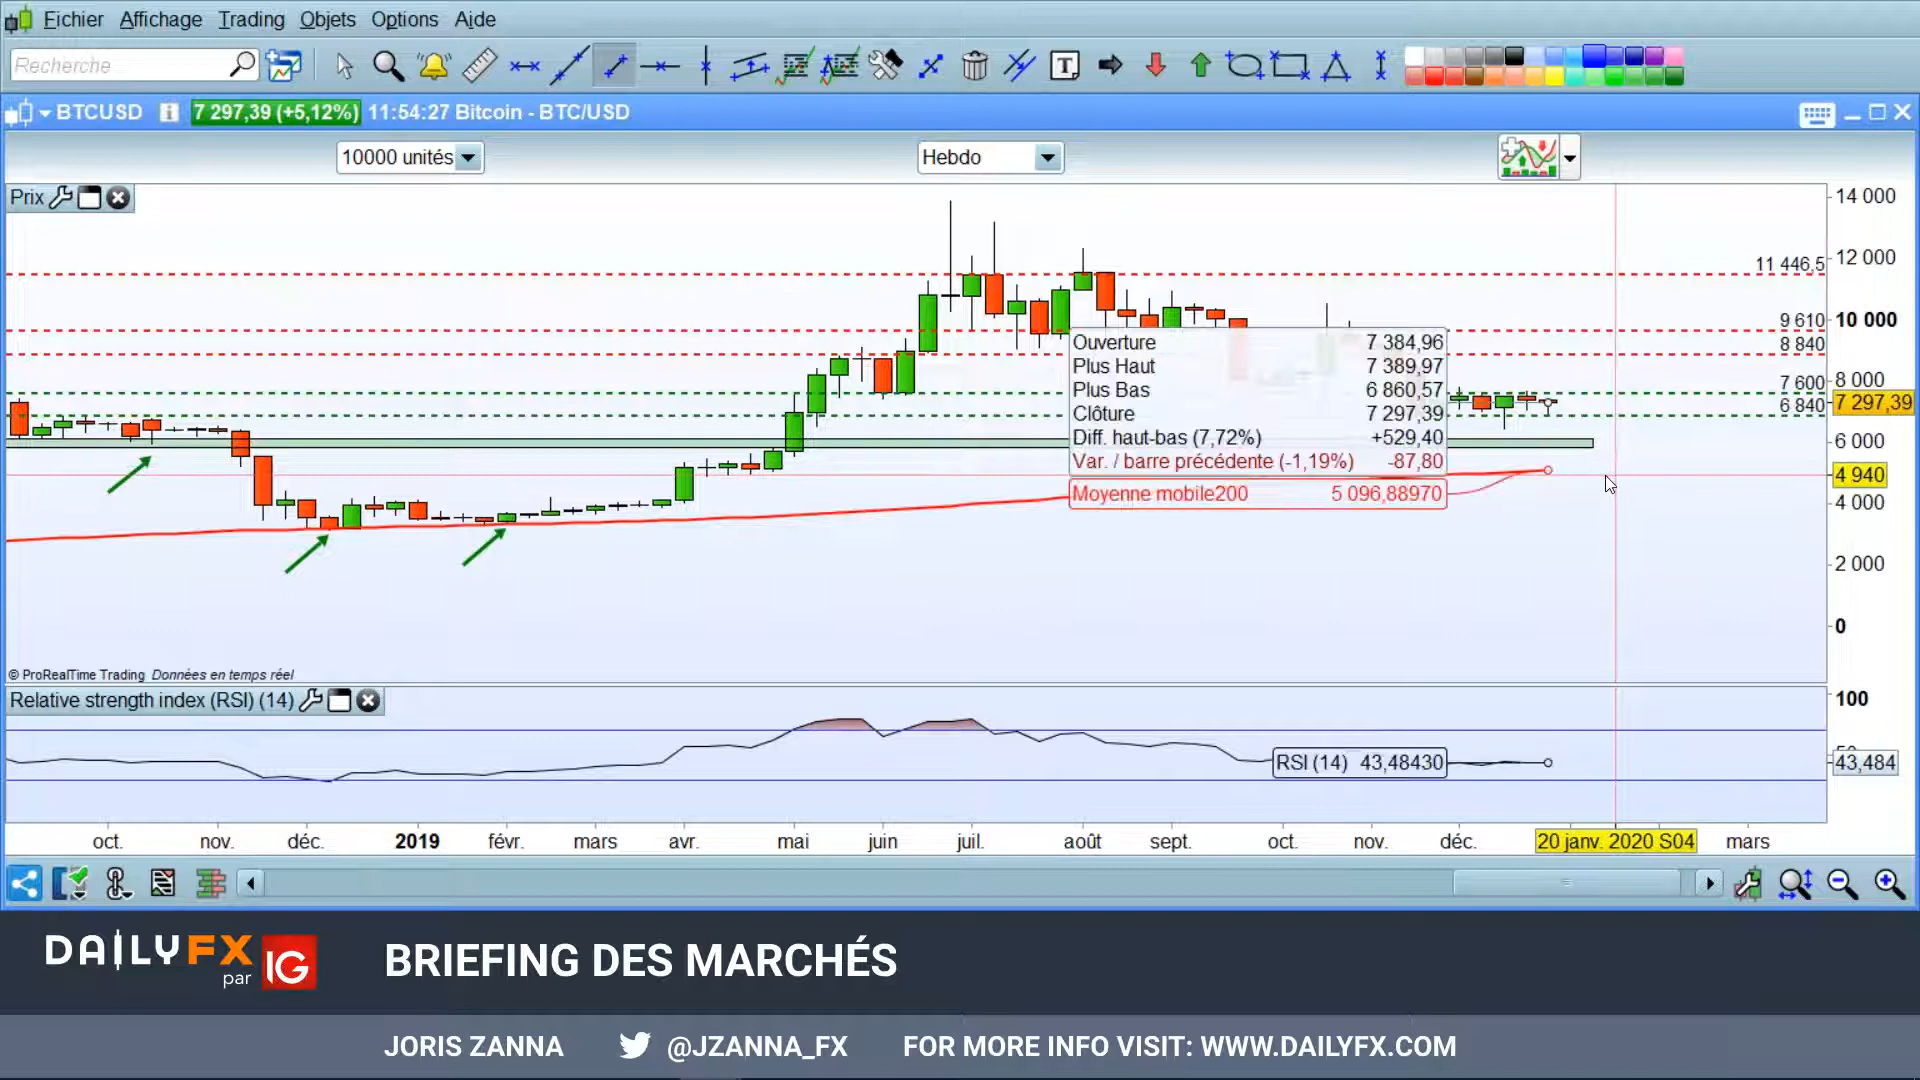 Fichier Affichage Trading Objets Options Aide
Recherche
T
BTCUSD i 7 297,39 (+5,12%) 11:54:27 Bitcoin - BTC/USD
10000 unités Hebdo
Prix
14 000
12 000
11 446,5
10 000
9 610
8 840
8 000
7 600
7 297,39
6 840
6 000
4 940
4 000
2 000
0
Ouverture 7 384,96
Plus Haut 7 389,97
Plus Bas 6 860,57
Clôture 7 297,39
Diff. haut-bas (7,72%) +529,40
Var. / barre précédente (-1,19%) -87,80
Moyenne mobile200 5 096,88970
© ProRealTime Trading Données en temps réel
Relative strength index (RSI) (14)
100
RSI (14) 43,48430
43,484
oct. nov. déc. 2019 févr. mars avr. mai juin juil. août sept. oct. nov. déc. 20 janv. 2020 S04 mars
DAILYFX
par IG
BRIEFING DES MARCHÉS
JORIS ZANNA @JZANNA_FX FOR MORE INFO VISIT: WWW.DAILYFX.COM